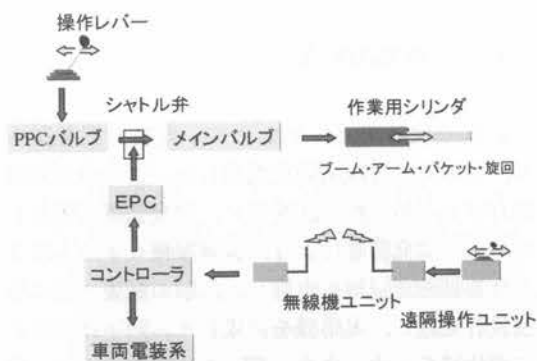 操作レバー
シャトル弁
作業用シリンダ
PPCバルブ
メインバルブ
ブーム・アーム・バケット・旋回
EPC
コントローラ
無線機ユニット
遠隔操作ユニット
車両電装系